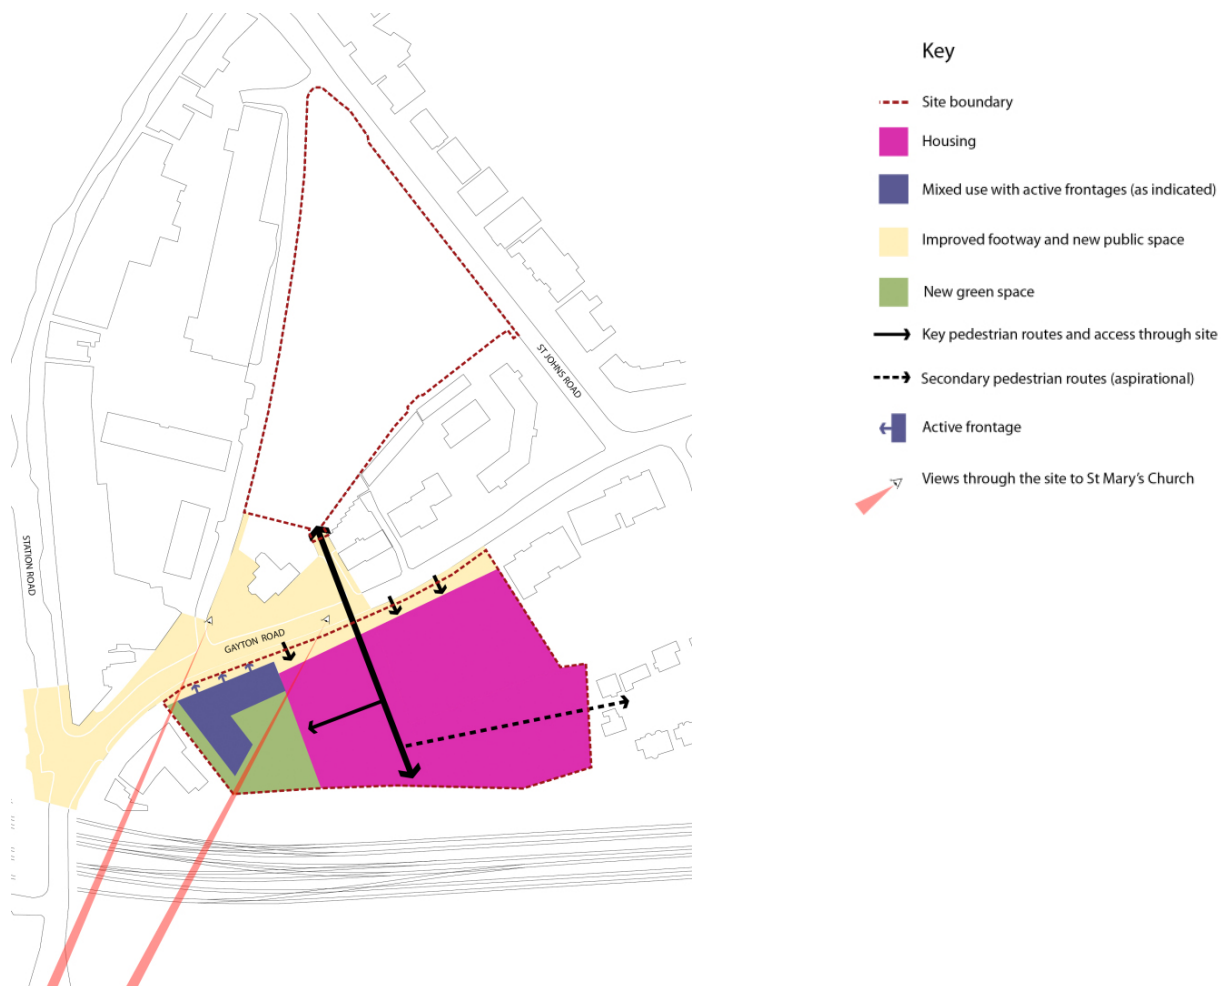 Key
Site boundary
Housing
Mixed use with active frontages (as indicated)
Improved footway and new public space
New green space
Key pedestrian routes and access through site
Secondary pedestrian routes (aspirational)
Active frontage
Views through the site to St Mary's Church
ST JOHNS ROAD
STATION ROAD
GAYTON ROAD